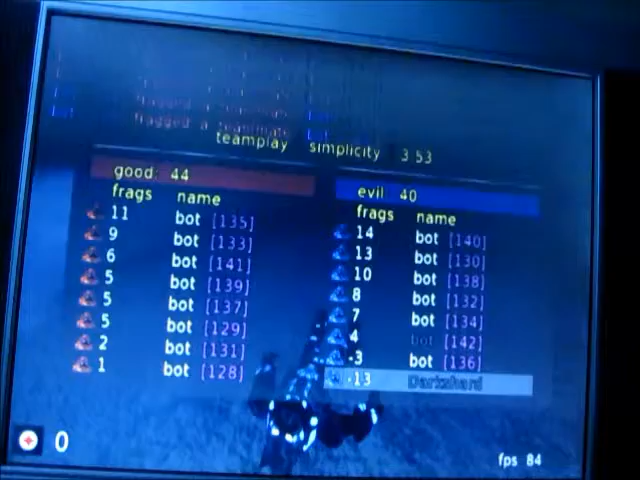 fragged a teammate bot
teamplay simplicity 3 53
good: 44
frags name
11 bot [135]
9 bot [133]
6 bot [141]
5 bot [139]
5 bot [137]
5 bot [129]
2 bot [131]
1 bot [128]
evil 40
frags name
14 bot [140]
13 bot [130]
10 bot [138]
8 bot [132]
7 bot [134]
4 bot [142]
-3 bot [136]
-13 Darkshard
0
fps 84